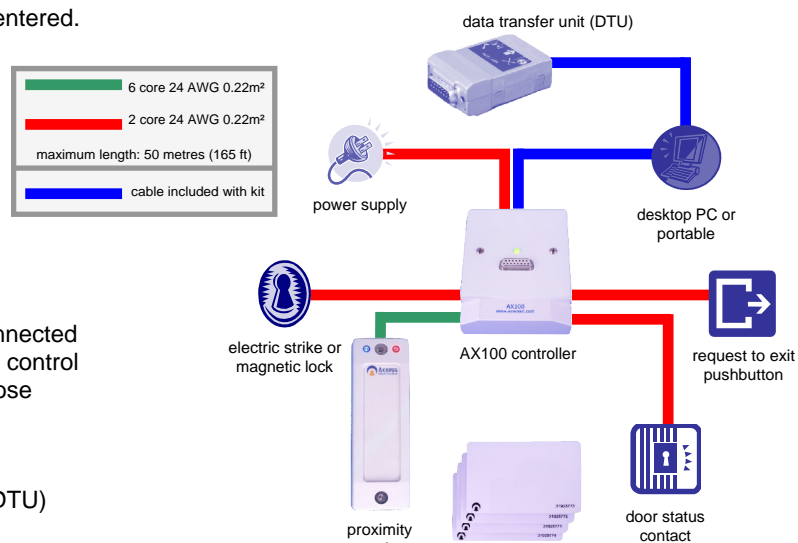 entered.
data transfer unit (DTU)
6 core 24 AWG 0.22m²
2 core 24 AWG 0.22m²
maximum length: 50 metres (165 ft)
cable included with kit
power supply
desktop PC or
portable
AX100
nnected
control
ose
electric strike or
magnetic lock
AX100 controller
request to exit
pushbutton
Axcess
DTU)
proximity
door status
contact